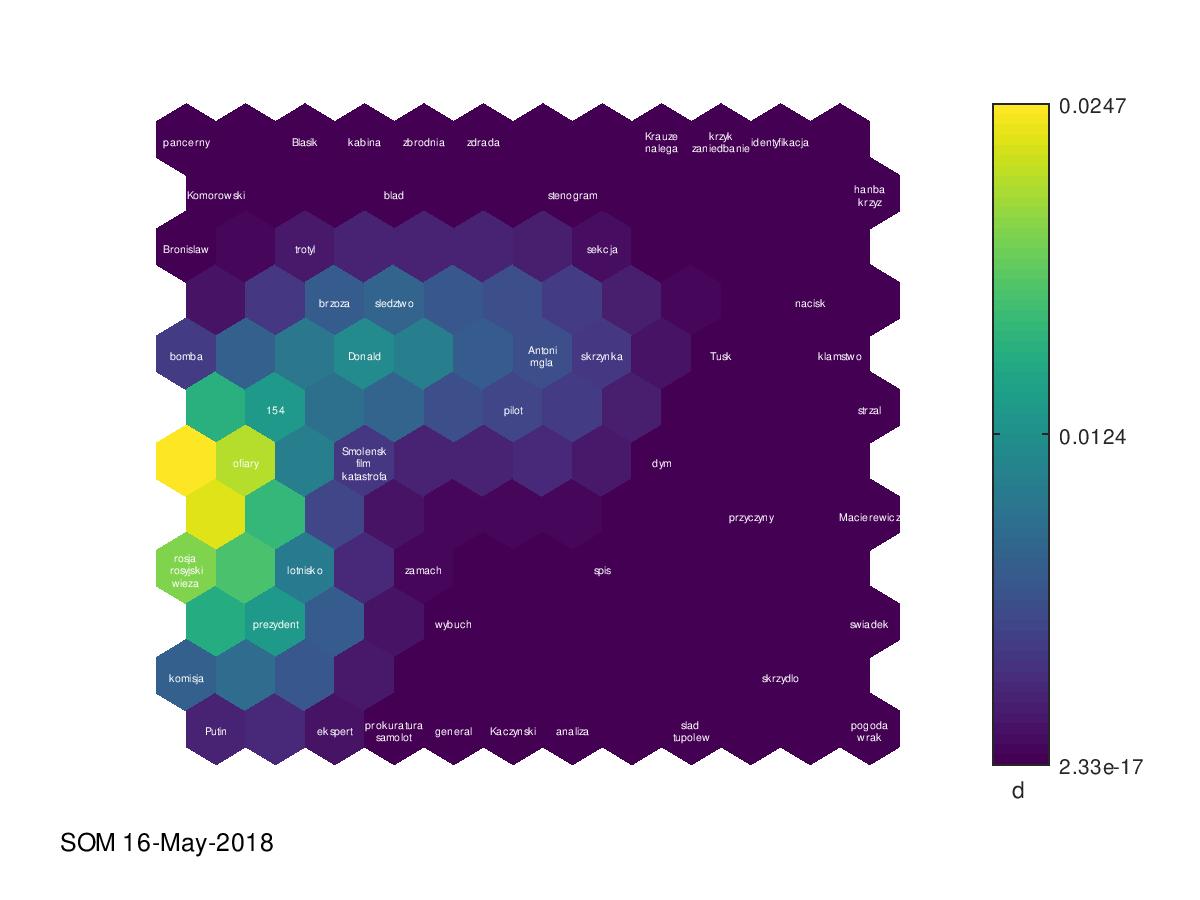 0.0247
pancerny Blasik kabina zbrodnia zdrada Krauze nalega krzyk zaniedbanie identyfikacja
Komorowski blad stenogram hanba krzyz
Bronislaw trotyl sekcja
brzoza sledztwo nacisk
bomba Donald Antoni mgla skrzynka Tusk klamstwo
154 pilot strzal
0.0124
ofiary Smolensk film katastrofa dym
przyczyny Macierewicz
rosja rosyjski wieza lotnisko zamach spis
prezydent wybuch swiadek
komisja skrzydlo
Putin ekspert prokuratura samolot general Kaczynski analiza slad tupolew pogoda wrak
2.33e-17
d
SOM 16-May-2018